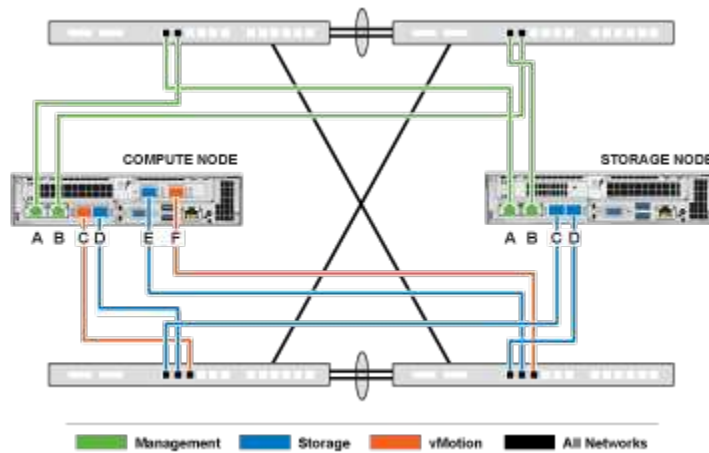 COMPUTE NODE
STORAGE NODE
A B C D E F
A B C D
Management Storage vMotion All Networks